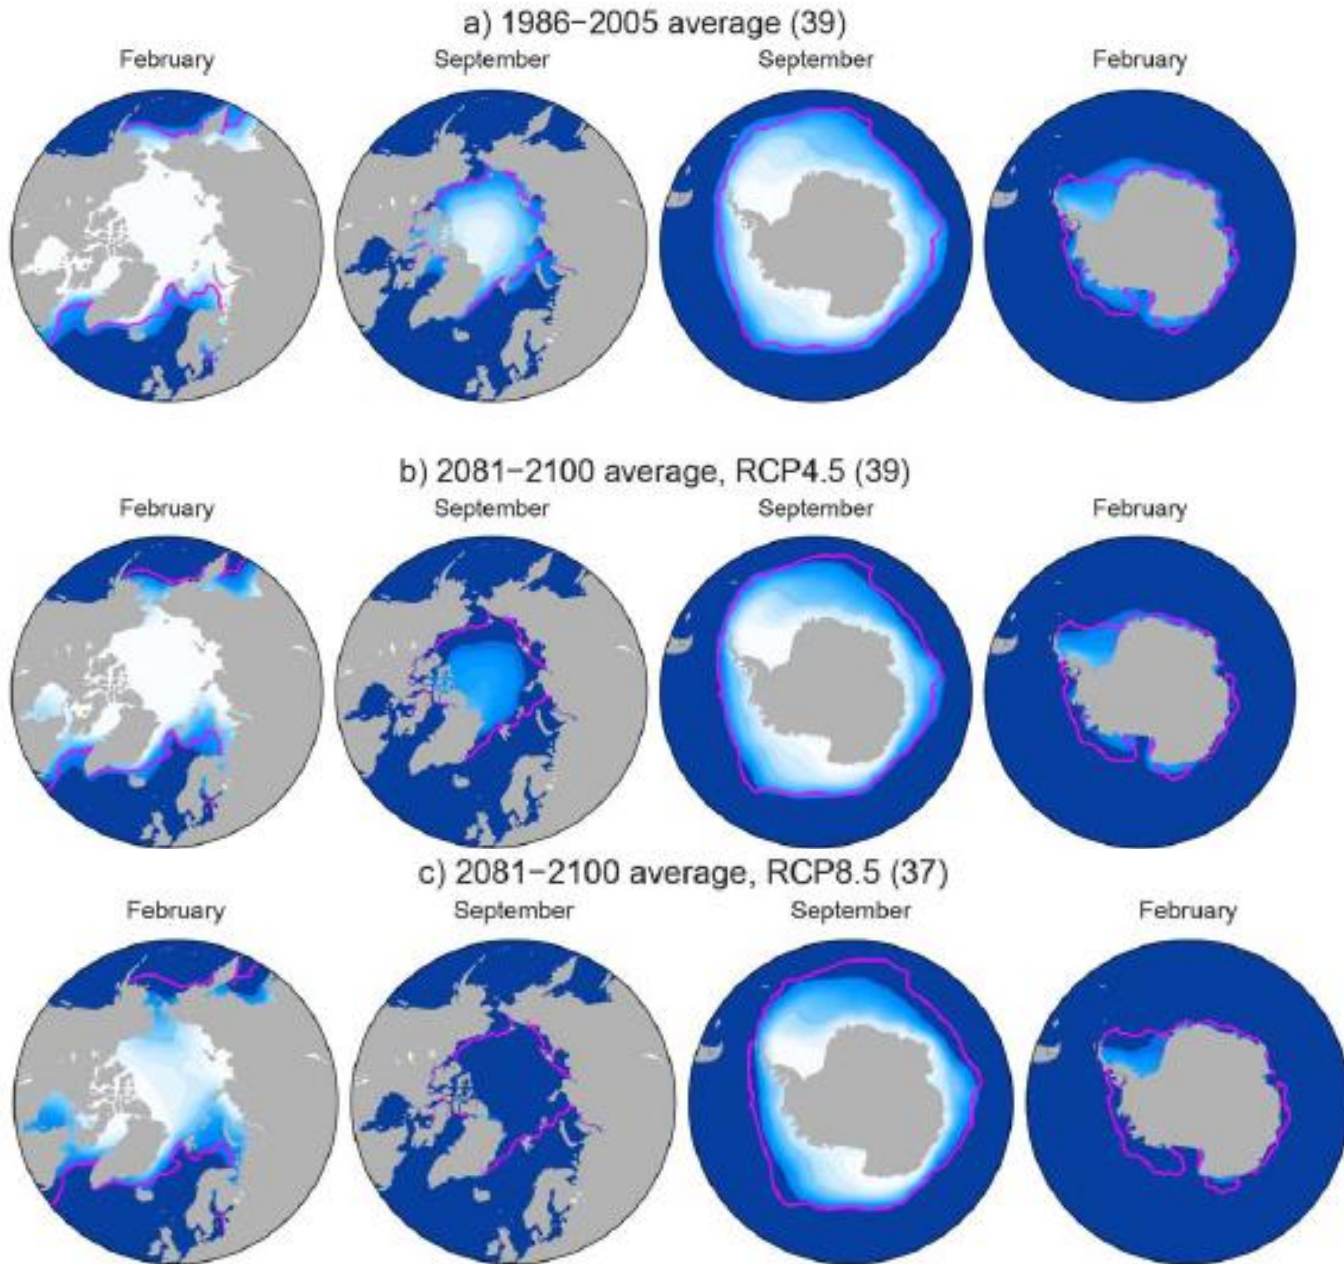 a) 1986−2005 average (39)
February September September February
b) 2081−2100 average, RCP4.5 (39)
February September September February
c) 2081−2100 average, RCP8.5 (37)
February September September February